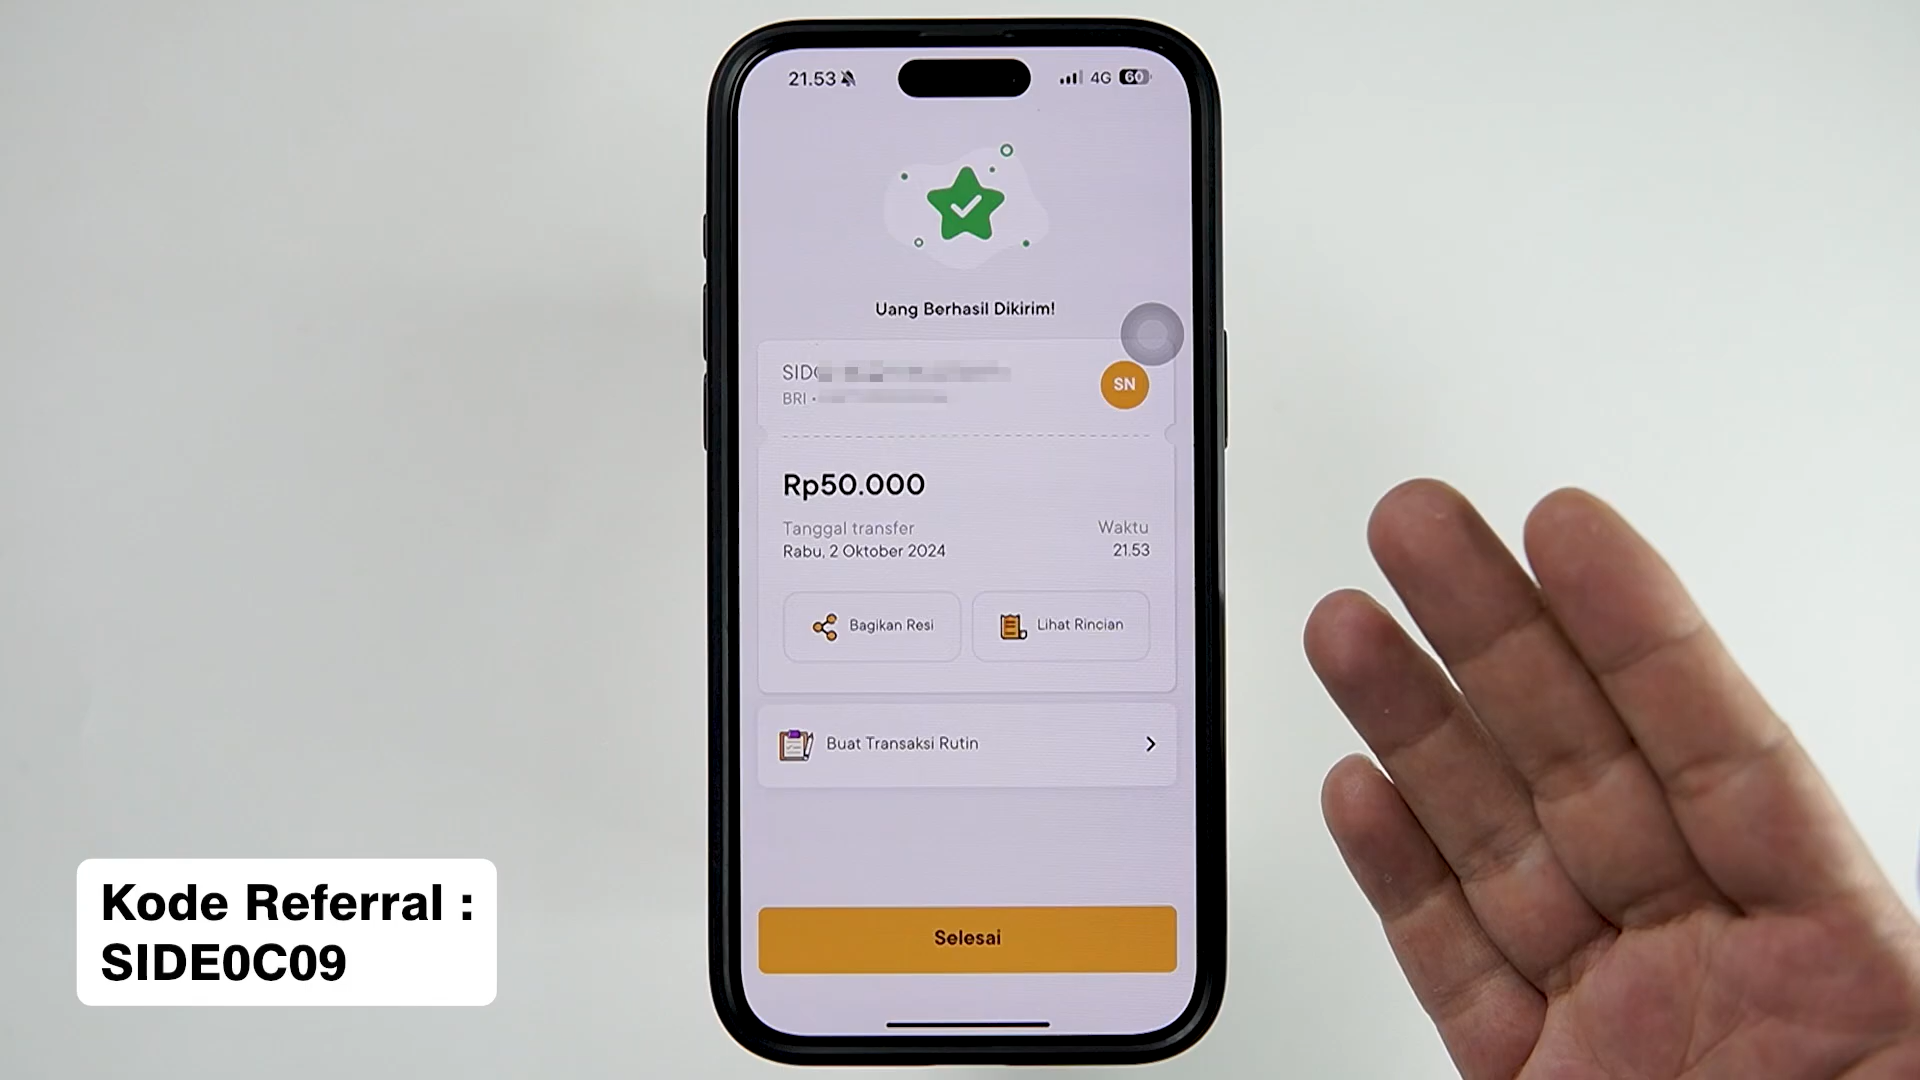 21.53
4G
60
Uang Berhasil Dikirim!
BRI •
SN
Rp50.000
Tanggal transfer
Waktu
Rabu, 2 Oktober 2024
21.53
Bagikan Resi
Lihat Rincian
Buat Transaksi Rutin
Selesai
Kode Referral :
SIDE0C09